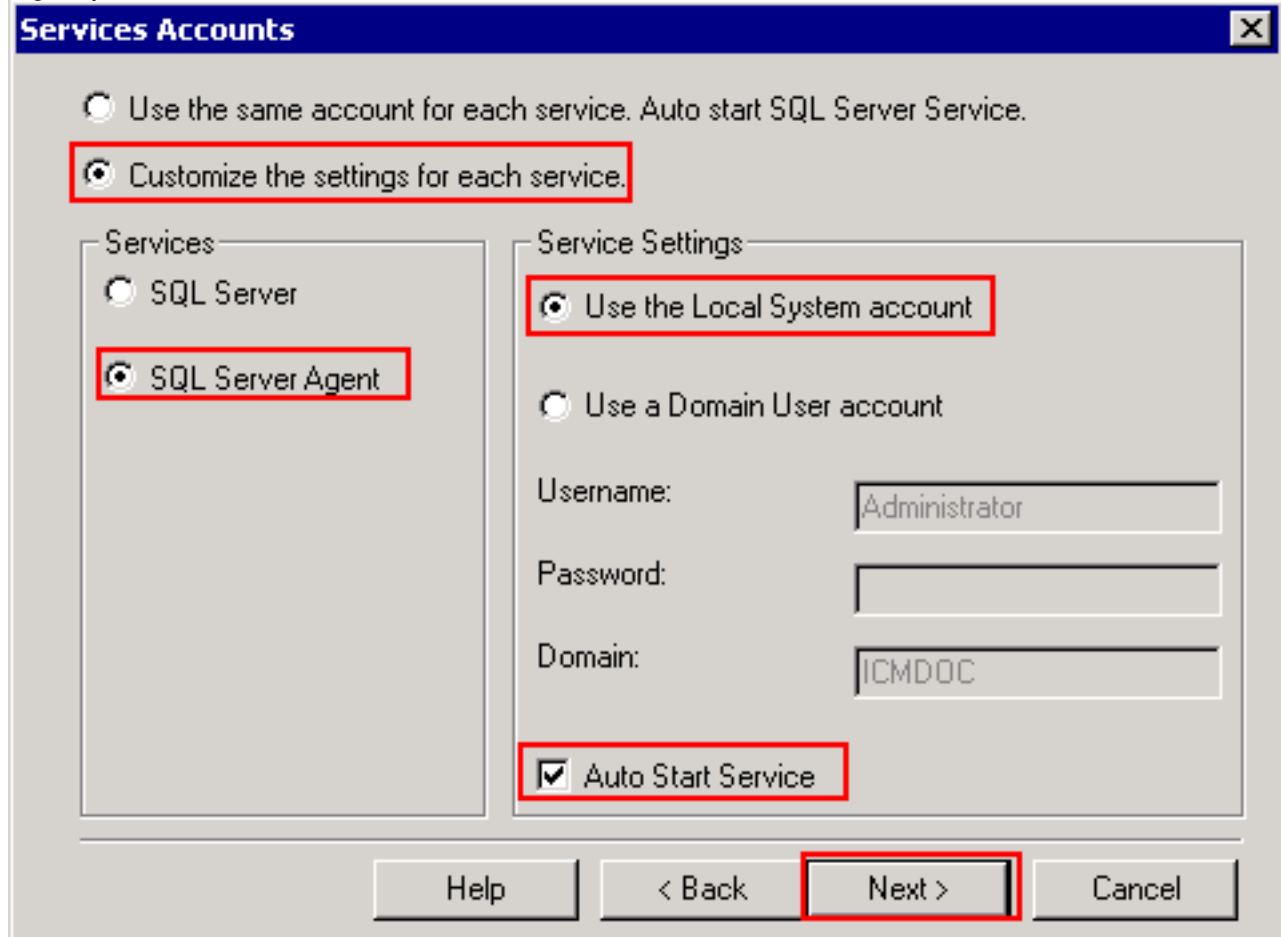 Services Accounts
Use the same account for each service. Auto start SQL Server Service.
Customize the settings for each service.
Services
SQL Server
SQL Server Agent
Service Settings
Use the Local System account
Use a Domain User account
Username: Administrator
Password:
Domain: ICMDOC
Auto Start Service
Help < Back Next > Cancel